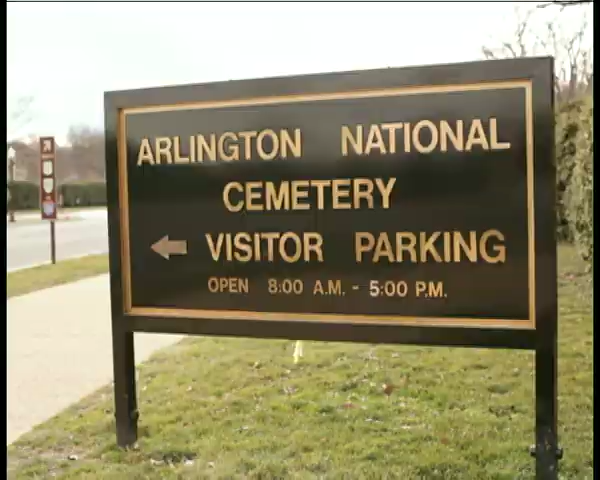 ARLINGTON NATIONAL
CEMETERY
VISITOR PARKING
OPEN 8:00 A.M. - 5:00 P.M.